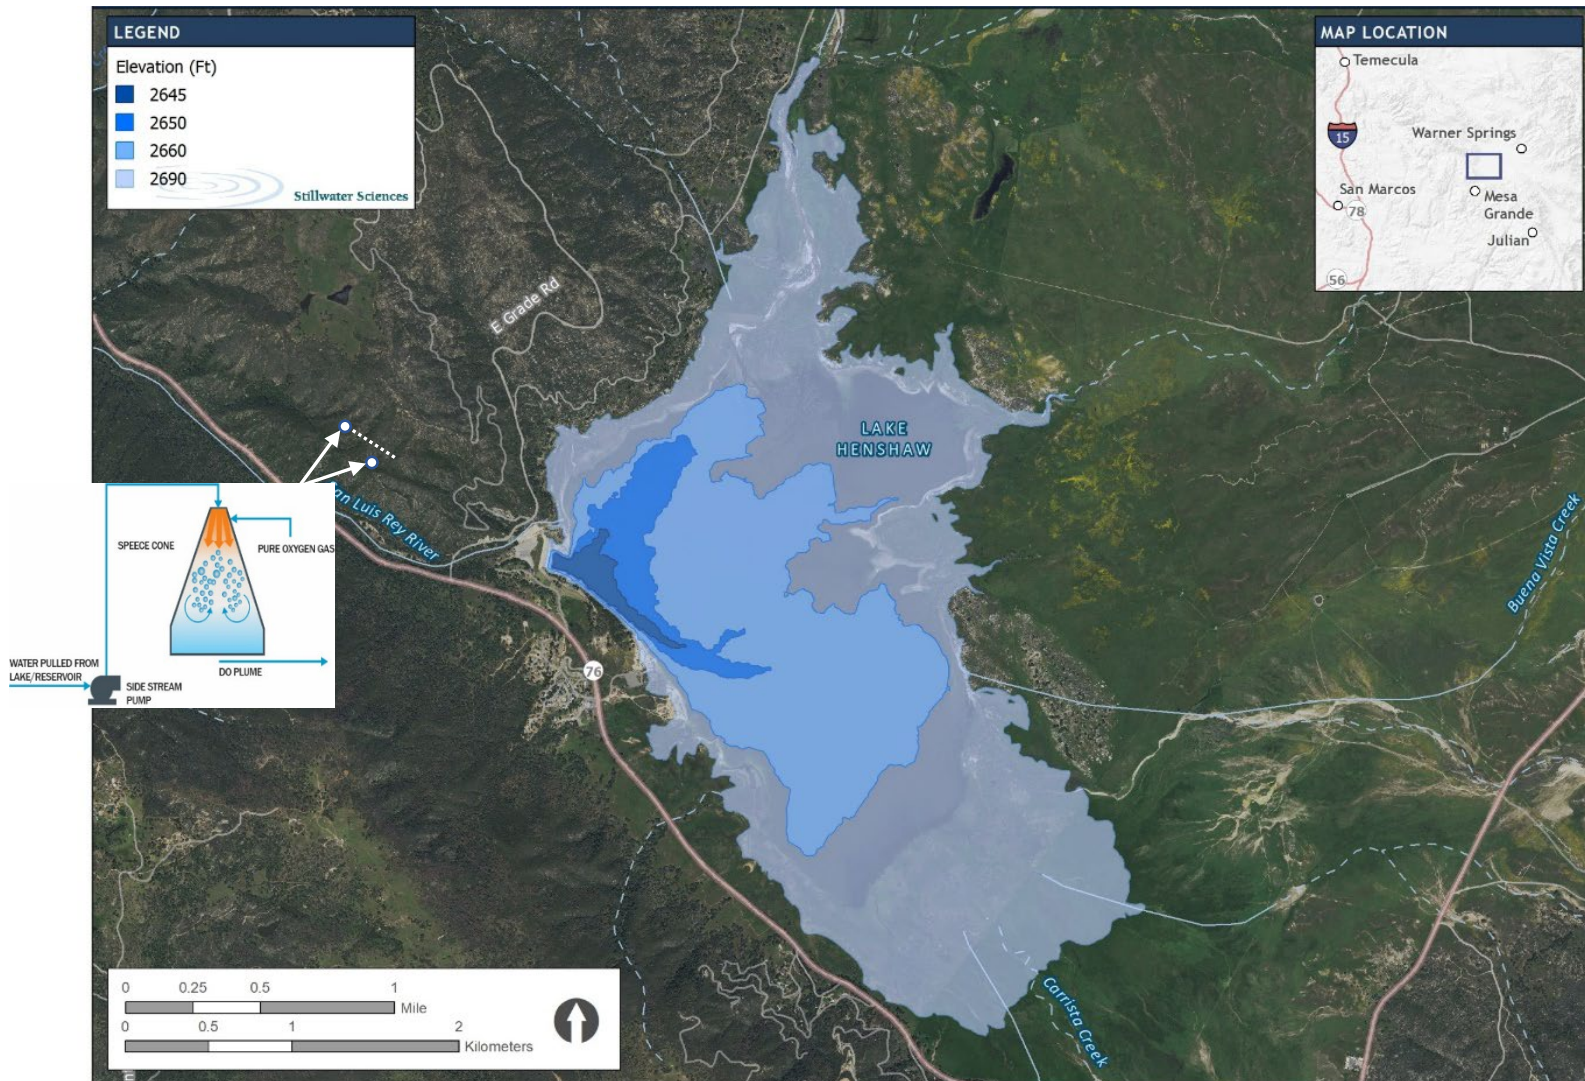 LEGEND
Elevation (Ft)
2645
2650
2660
2690
Stillwater Sciences
MAP LOCATION
Temecula
15
Warner Springs
San Marcos
78
Mesa
Grande
Julian
56
E Grade Rd
LAKE
HENSHAW
San Luis Rey River
Buena Vista Creek
76
SPEECE CONE
PURE OXYGEN GAS
WATER PULLED FROM
LAKE/RESERVOIR
DO PLUME
SIDE STREAM
PUMP
0 0.25 0.5 1
Mile
0 0.5 1 2
Kilometers
Carrista Creek